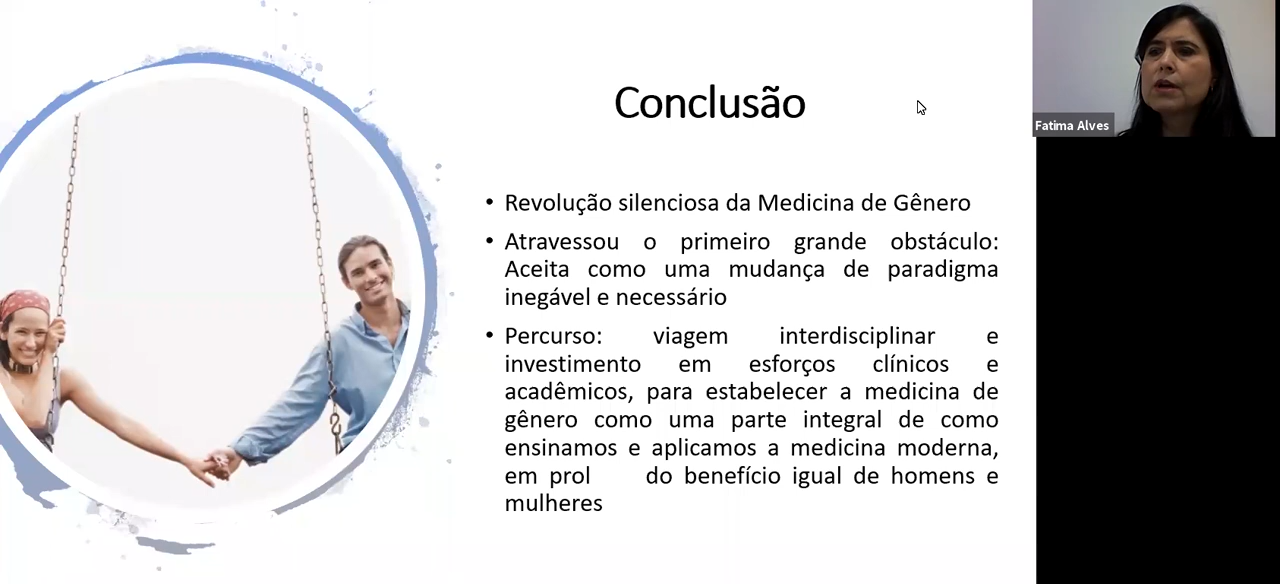 Conclusão
• Revolução silenciosa da Medicina de Gênero
• Atravessou o primeiro grande obstáculo:
Aceita como uma mudança de paradigma
inegável e necessário
• Percurso: viagem interdisciplinar e
investimento em esforços clínicos e
acadêmicos, para estabelecer a medicina de
gênero como uma parte integral de como
ensinamos e aplicamos a medicina moderna,
em prol do benefício igual de homens e
mulheres
Fatima Alves